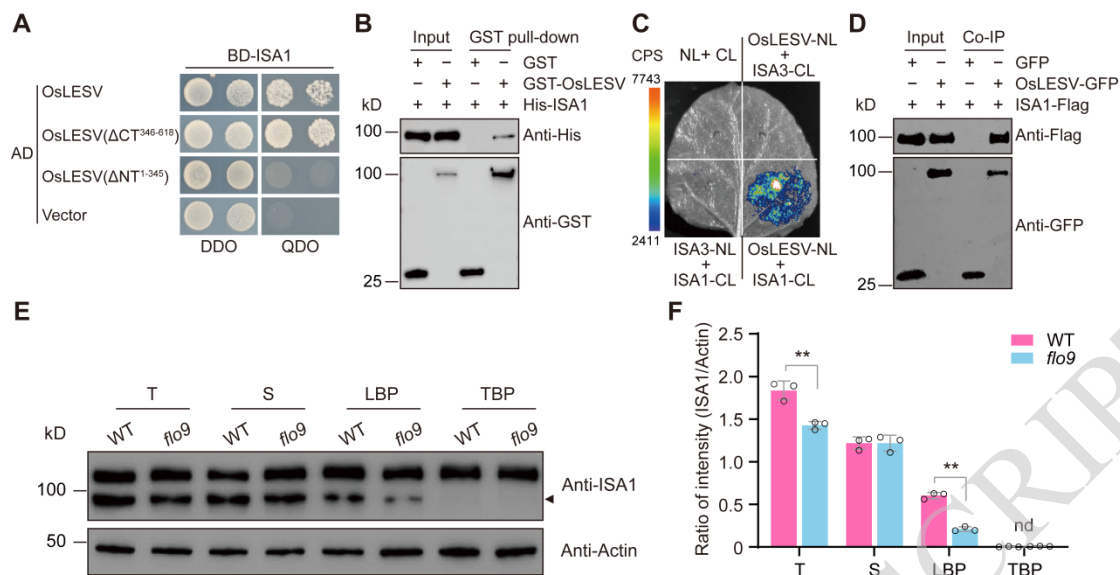 A
BD-ISA1
AD
OsLESV
OsLESV(ΔCT346-618)
OsLESV(ΔNT1-345)
Vector
DDO QDO
B
Input GST pull-down
+ − + − GST
− + − + GST-OsLESV
+ + + + His-ISA1
kD
100 Anti-His
100
Anti-GST
25
C
CPS
7743
2411
NL+ CL
OsLESV-NL
+
ISA3-CL
ISA3-NL
+
ISA1-CL
OsLESV-NL
+
ISA1-CL
D
Input Co-IP
+ − + − GFP
− + − + OsLESV-GFP
+ + + + ISA1-Flag
kD
100 Anti-Flag
100
Anti-GFP
25
E
T S LBP TBP
kD WT flo9 WT flo9 WT flo9 WT flo9
100 Anti-ISA1
50 Anti-Actin
F
Ratio of intensity (ISA1/Actin)
2.5
2.0
1.5
1.0
0.5
0
WT
flo9
**
**
nd
T S LBP TBP
SCRIPT